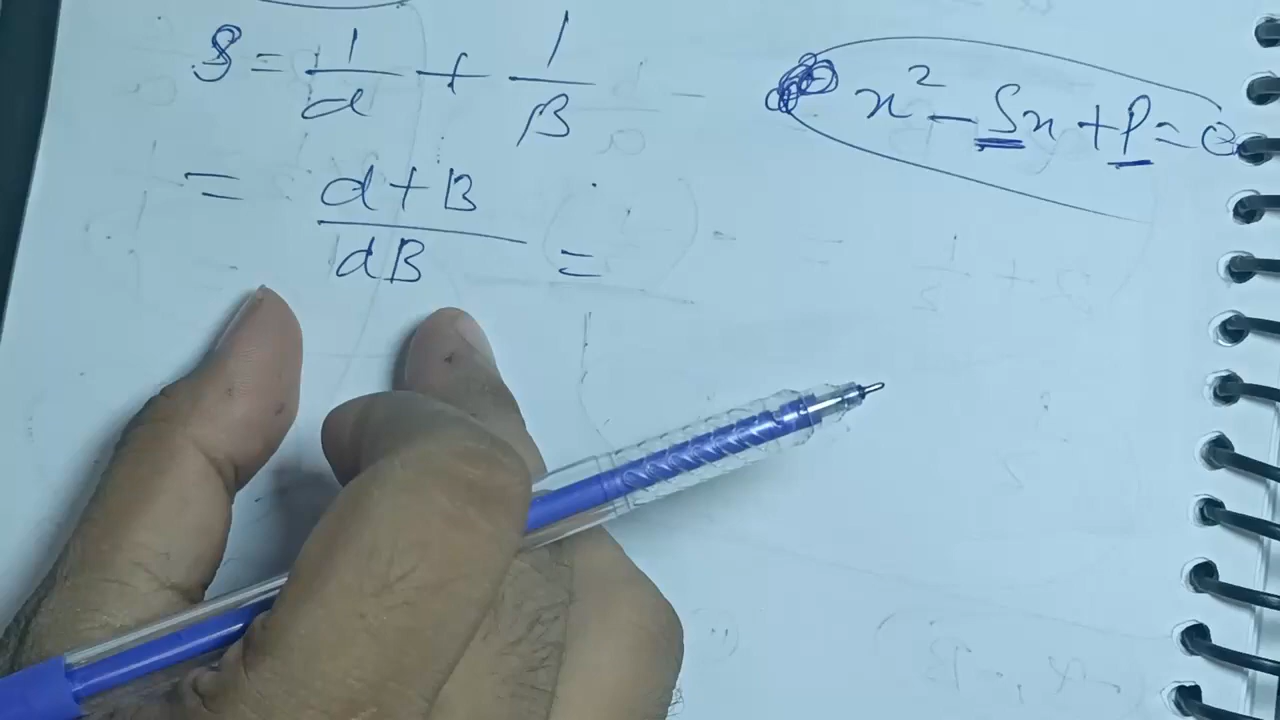 S = 1/α + 1/β
x² - Sx + P = 0
= α+β/αβ =